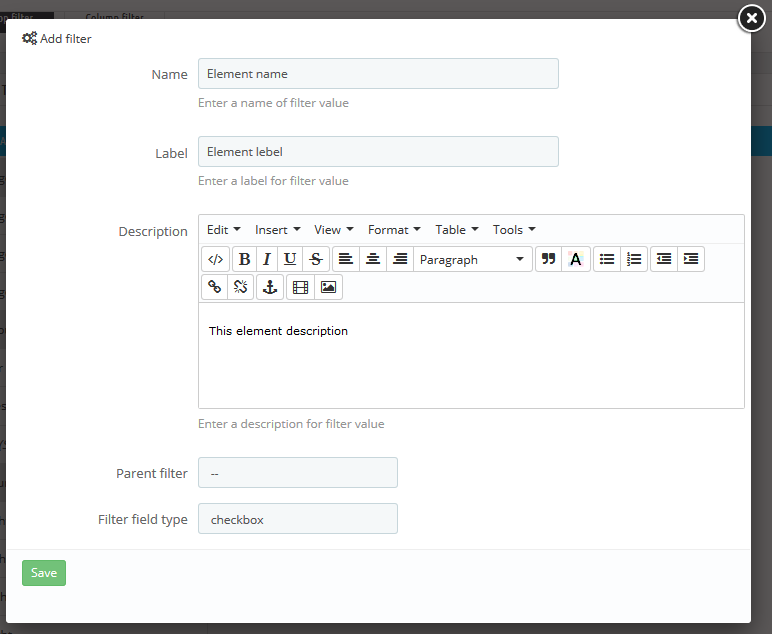 Column filter
Add filter
Name
Element name
Enter a name of filter value
Label
Element lebel
Enter a label for filter value
Description
Edit Insert View Format Table Tools
B I U S Paragraph A
This element description
Enter a description for filter value
Parent filter
--
Filter field type
checkbox
Save